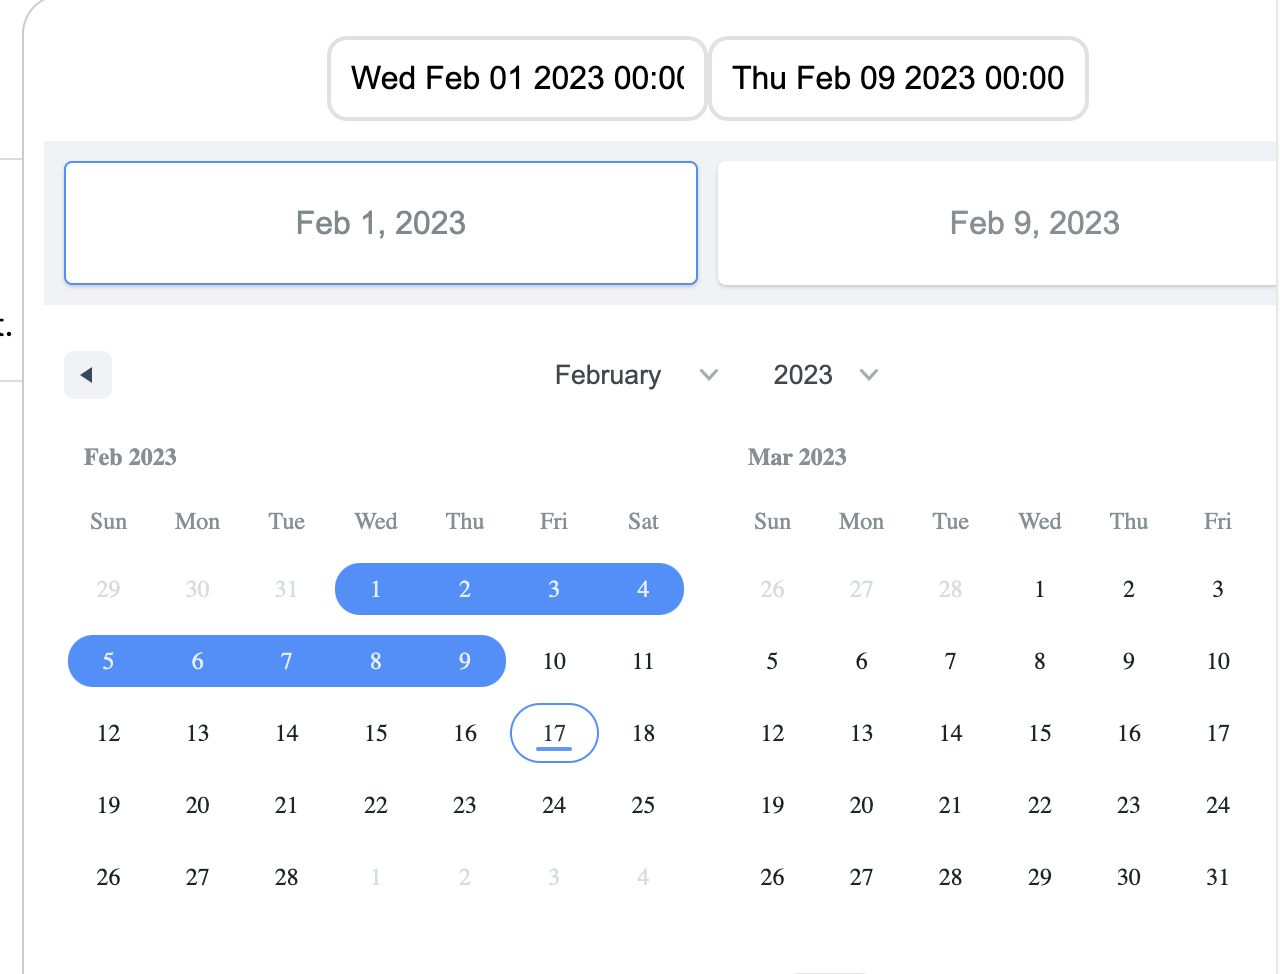 Wed Feb 01 2023 00:00 Thu Feb 09 2023 00:00
Feb 1, 2023 Feb 9, 2023
t.
February 2023
Feb 2023 Mar 2023
Sun Mon Tue Wed Thu Fri Sat Sun Mon Tue Wed Thu Fri
29 30 31 1 2 3 4 26 27 28 1 2 3
5 6 7 8 9 10 11 5 6 7 8 9 10
12 13 14 15 16 17 18 12 13 14 15 16 17
19 20 21 22 23 24 25 19 20 21 22 23 24
26 27 28 1 2 3 4 26 27 28 29 30 31